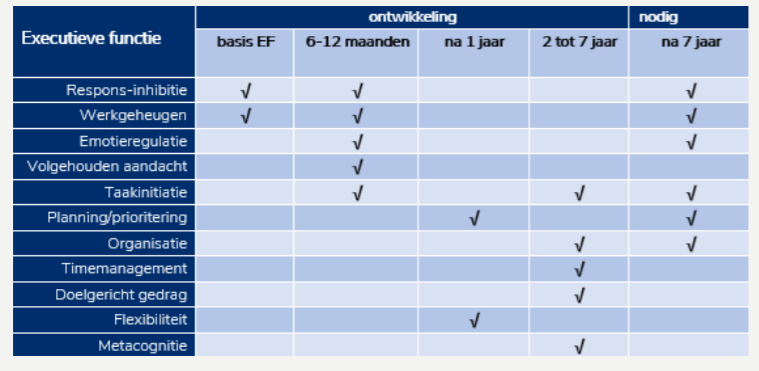 ontwikkeling nodig
Executieve functie basis EF 6-12 maanden na 1 jaar 2 tot 7 jaar na 7 jaar
Respons-inhibitie √ √ √
Werkgeheugen √ √ √
Emotieregulatie √ √
Volgehouden aandacht √
Taakinitiatie √ √ √
Planning/prioritering √ √
Organisatie √ √
Timemanagement √
Doelgericht gedrag √
Flexibiliteit √
Metacognitie √